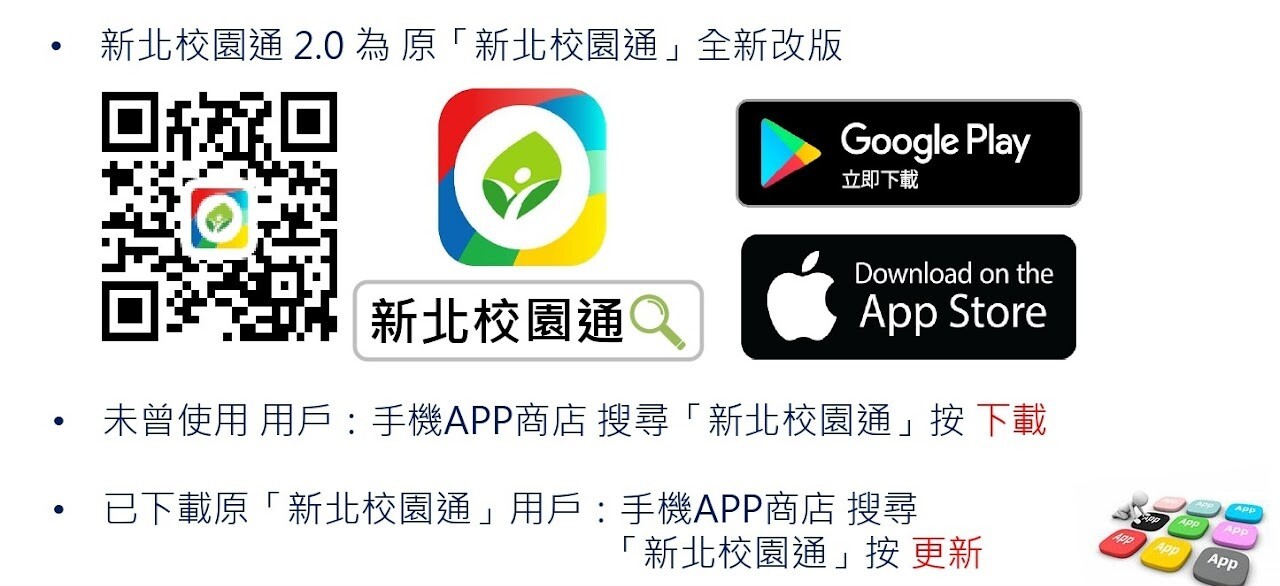 • 新北校園通 2.0 為 原「新北校園通」全新改版
Google Play
立即下載
新北校園通
Download on the
App Store
• 未曾使用 用戶：手機APP商店 搜尋「新北校園通」按 下載
• 已下載原「新北校園通」用戶：手機APP商店 搜尋
「新北校園通」按 更新
App
App
App
App
App
App
App